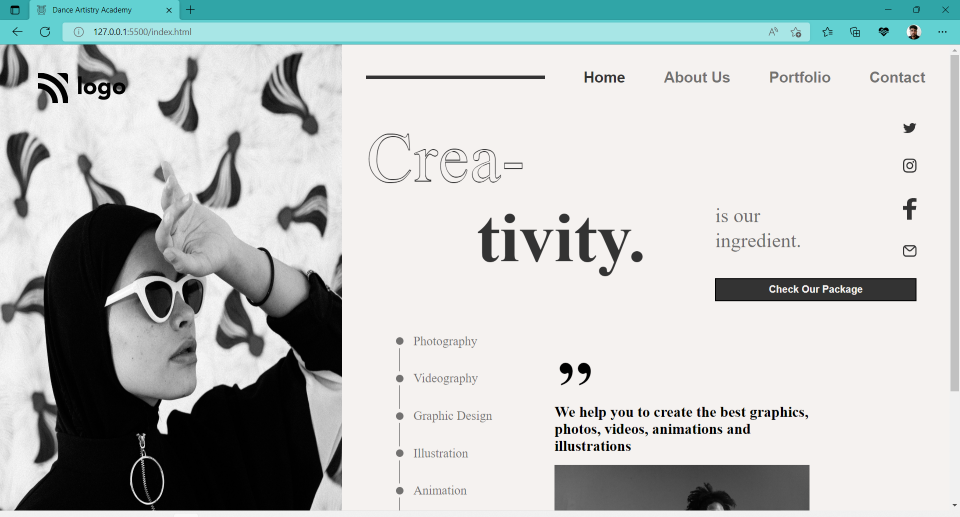 Dance Artistry Academy
127.0.0.1:5500/index.html
logo
Home About Us Portfolio Contact
Crea-
tivity.
is our
ingredient.
Check Our Package
Photography
Videography
Graphic Design
Illustration
Animation
We help you to create the best graphics,
photos, videos, animations and
illustrations